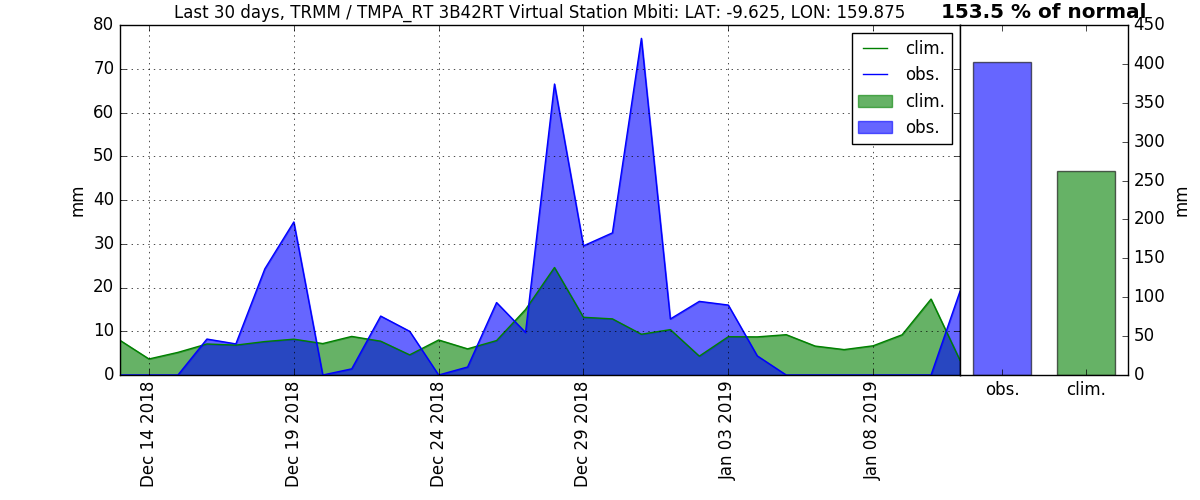 Last 30 days, TRMM / TMPA_RT 3B42RT Virtual Station Mbiti: LAT: -9.625, LON: 159.875
153.5 % of normal
80
70
60
50
40
30
20
10
0
mm
clim.
obs.
clim.
obs.
450
400
350
300
250
200
150
100
50
0
mm
obs.
clim.
Dec 14 2018
Dec 19 2018
Dec 24 2018
Dec 29 2018
Jan 03 2019
Jan 08 2019